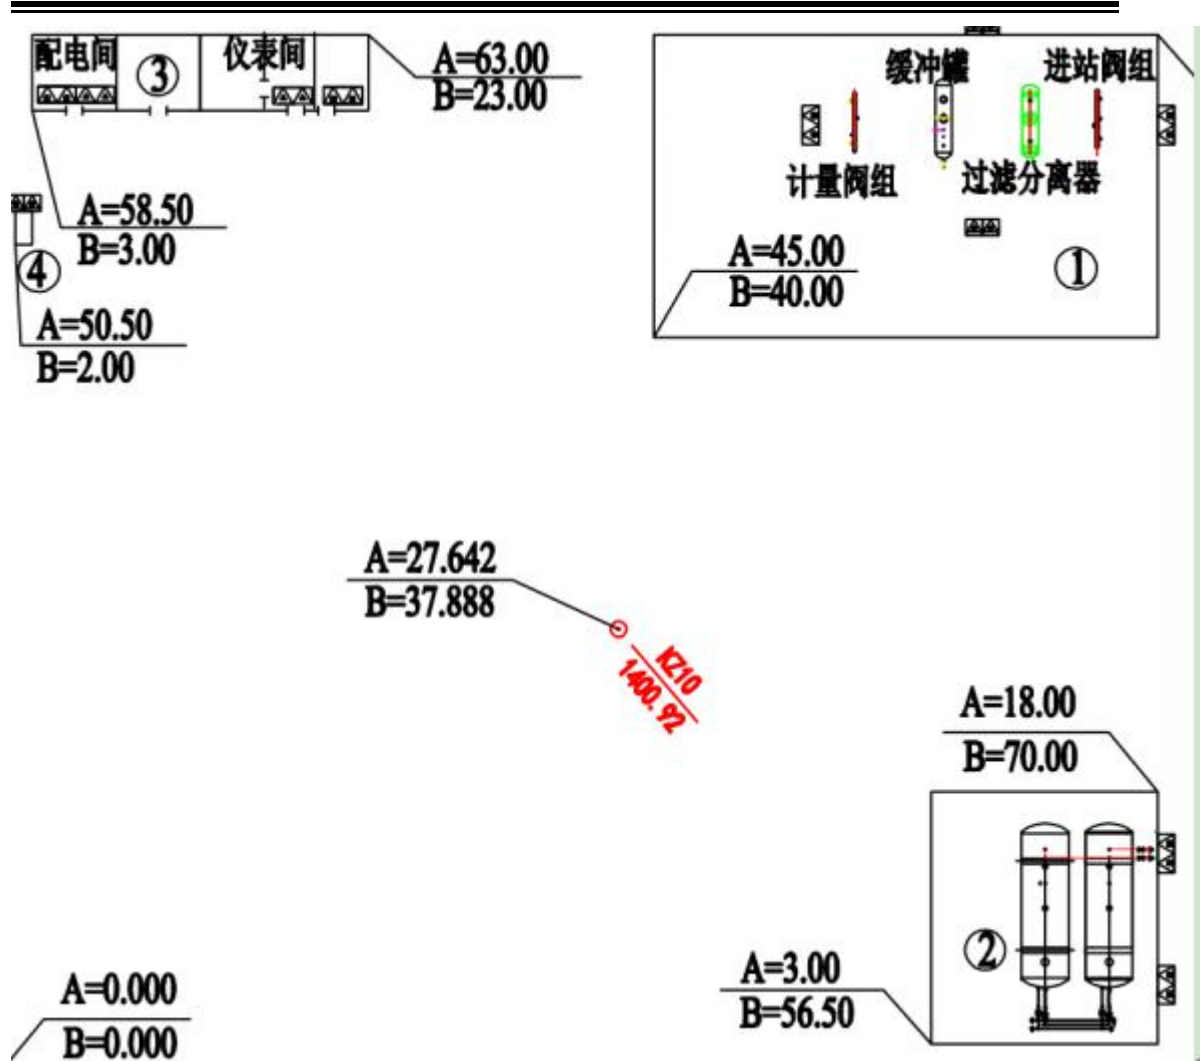 配电间
③
仪表间
A=63.00
B=23.00
缓冲罐
进站阀组
计量阀组
过滤分离器
A=58.50
B=3.00
④
A=45.00
B=40.00
①
A=50.50
B=2.00
A=27.642
B=37.888
KZ10
1400.92
A=18.00
B=70.00
②
A=3.00
B=56.50
A=0.000
B=0.000